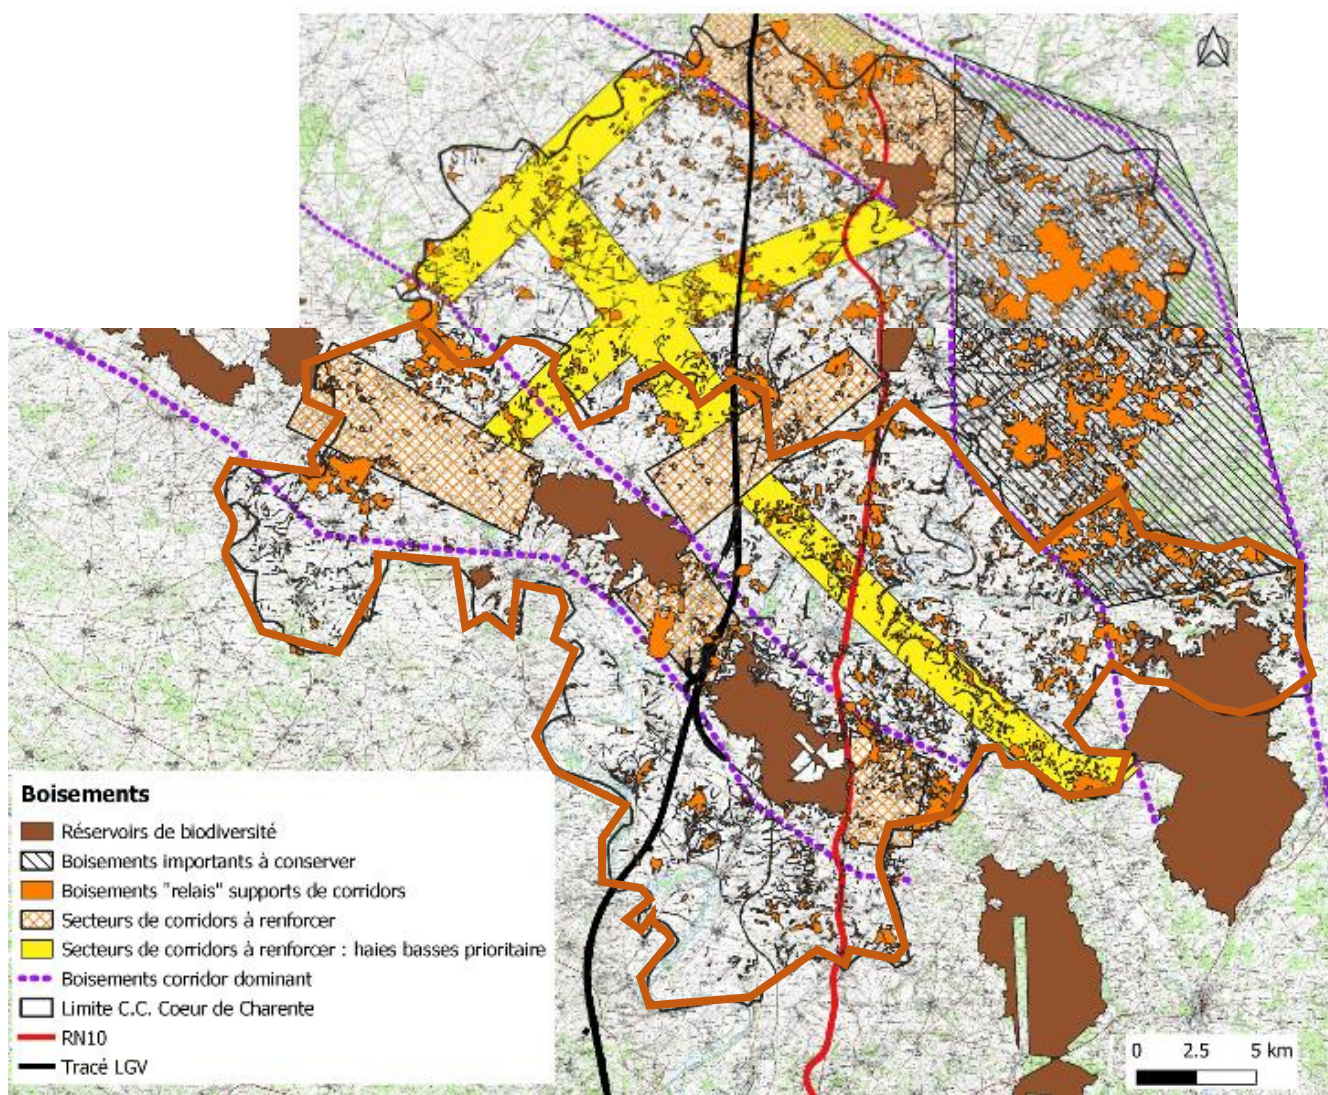 Boisements
Réservoirs de biodiversité
Boisements importants à conserver
Boisements "relais" supports de corridors
Secteurs de corridors à renforcer
Secteurs de corridors à renforcer : haies basses prioritaire
Boisements corridor dominant
Limite C.C. Coeur de Charente
RN10
Tracé LGV
0 2.5 5 km